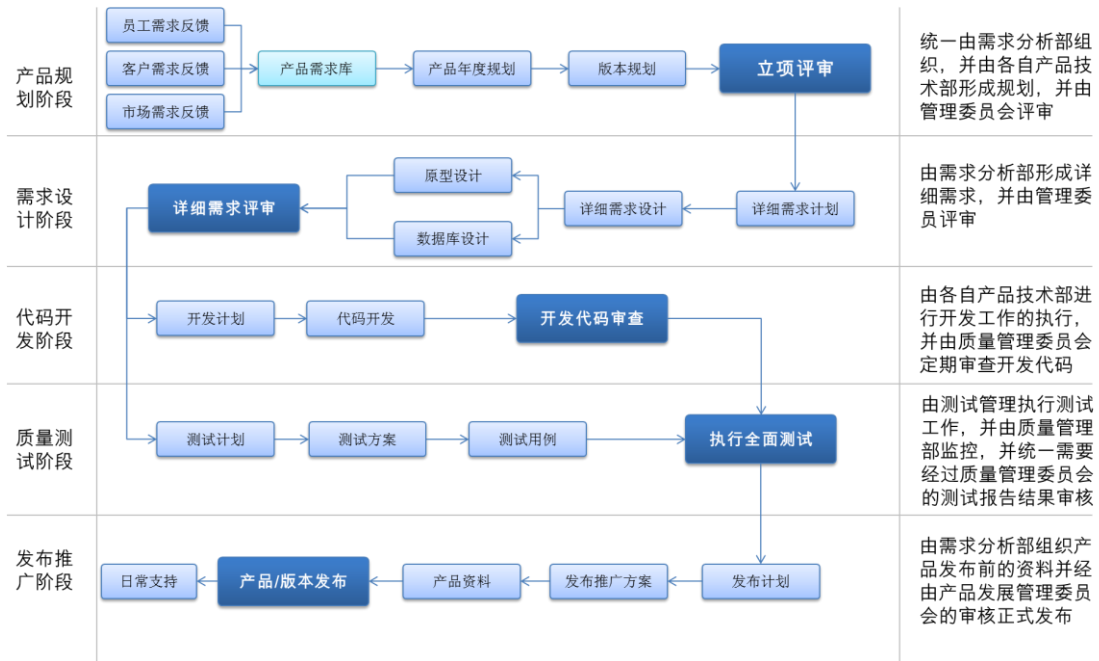 员工需求反馈
客户需求反馈
市场需求反馈
产品规
划阶段
产品需求库
产品年度规划
版本规划
立项评审
统一由需求分析部组
织，并由各自产品技
术部形成规划，并由
管理委员会评审
需求设
计阶段
详细需求评审
原型设计
数据库设计
详细需求设计
详细需求计划
由需求分析部形成详
细需求，并由管理委
员评审
代码开
发阶段
开发计划
代码开发
开发代码审查
由各自产品技术部进
行开发工作的执行，
并由质量管理委员会
定期审查开发代码
质量测
试阶段
测试计划
测试方案
测试用例
执行全面测试
由测试管理执行测试
工作，并由质量管理
部监控，并统一需要
经过质量管理委员会
的测试报告结果审核
发布推
广阶段
日常支持
产品/版本发布
产品资料
发布推广方案
发布计划
由需求分析部组织产
品发布前的资料并经
由产品发展管理委员
会的审核正式发布